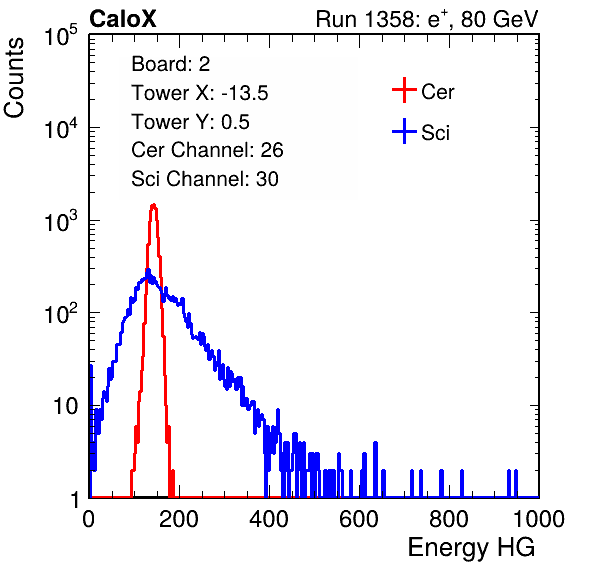 CaloX Run 1358: e⁺, 80 GeV
Counts
10⁵
10⁴
10³
10²
10
1
Board: 2
Tower X: -13.5
Tower Y: 0.5
Cer Channel: 26
Sci Channel: 30
Cer
Sci
0 200 400 600 800 1000
Energy HG